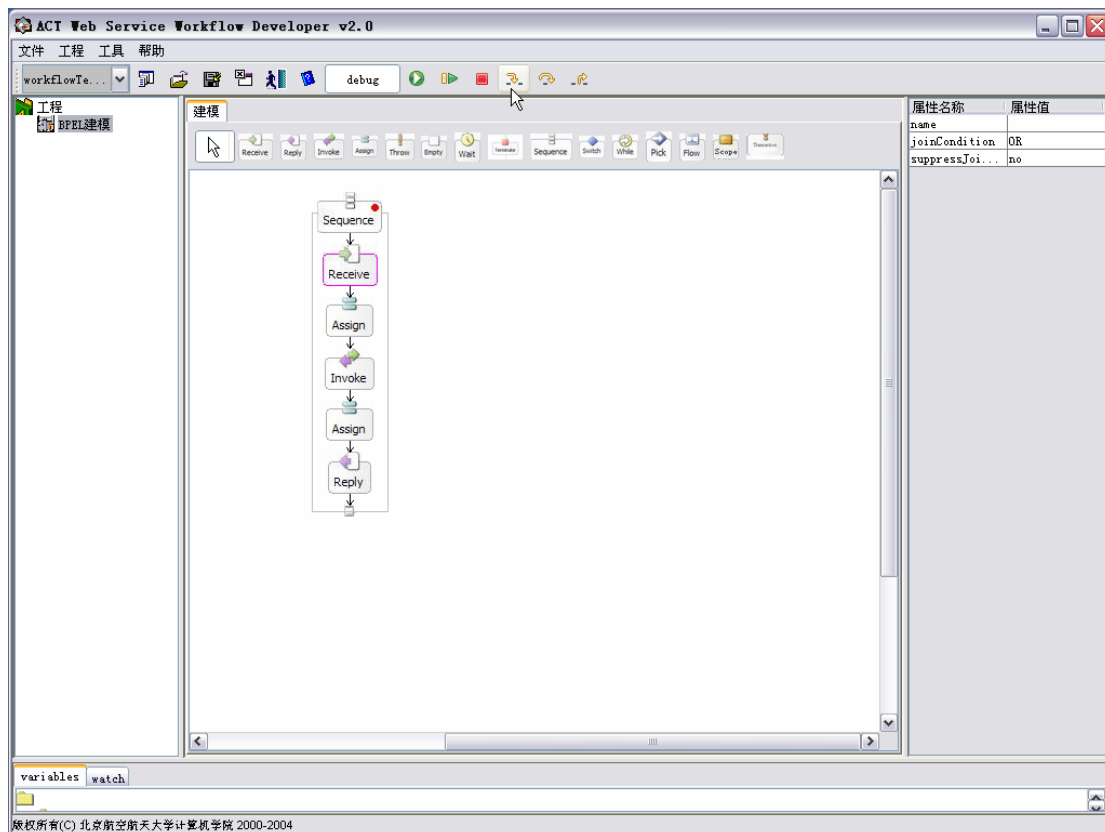 ACT Web Service Workflow Developer v2.0
文件 工程 工具 帮助
workflowTe... debug
工程
BPEL建模
建模
Receive Reply Invoke Assign Throw Empty Wait Terminate Sequence Switch While Pick Flow Scope
Sequence
Receive
Assign
Invoke
Assign
Reply
属性名称 属性值
name
joinCondition OR
suppressJoi... no
variables watch
版权所有(C) 北京航空航天大学计算机学院 2000-2004